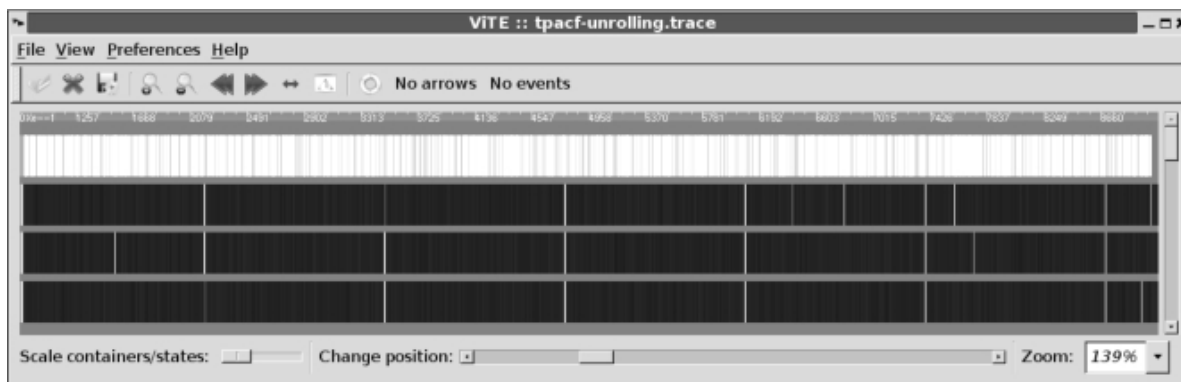 ViTE :: tpacf-unrolling.trace
File View Preferences Help
No arrows No events
1257 1668 2079 2491 2902 3313 3725 4136 4547 4958 5370 5781 6192 6603 7015 7426 7837 8249 8660
Scale containers/states: Change position: Zoom: 139%